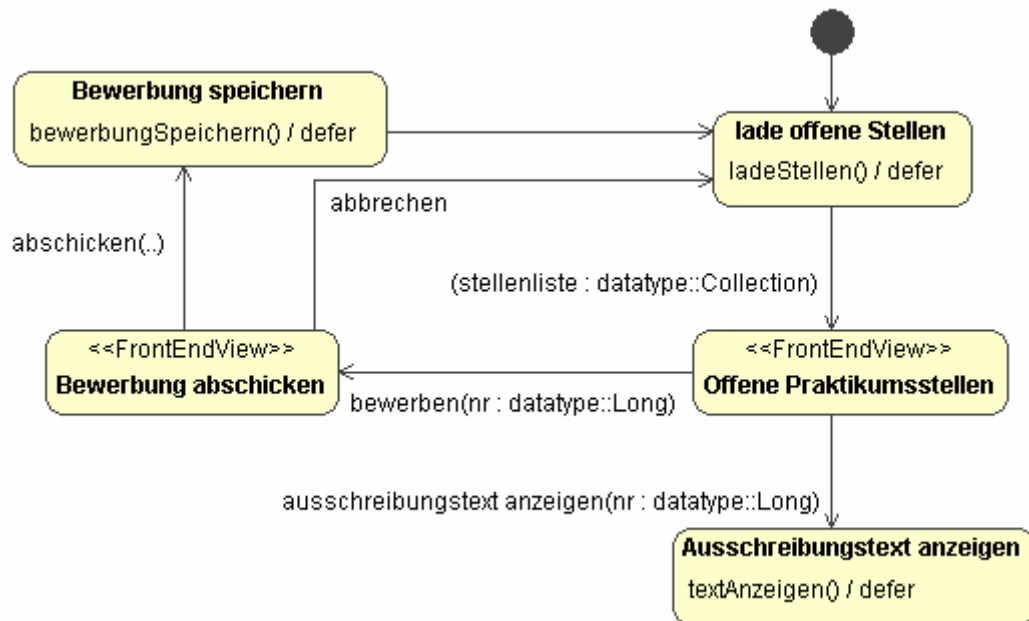 Bewerbung speichern
bewerbungSpeichern() / defer
lade offene Stellen
ladeStellen() / defer
abbrechen
abschicken(..)
(stellenliste : datatype::Collection)
<<FrontEndView>>
Bewerbung abschicken
<<FrontEndView>>
Offene Praktikumsstellen
bewerben(nr : datatype::Long)
ausschreibungstext anzeigen(nr : datatype::Long)
Ausschreibungstext anzeigen
textAnzeigen() / defer